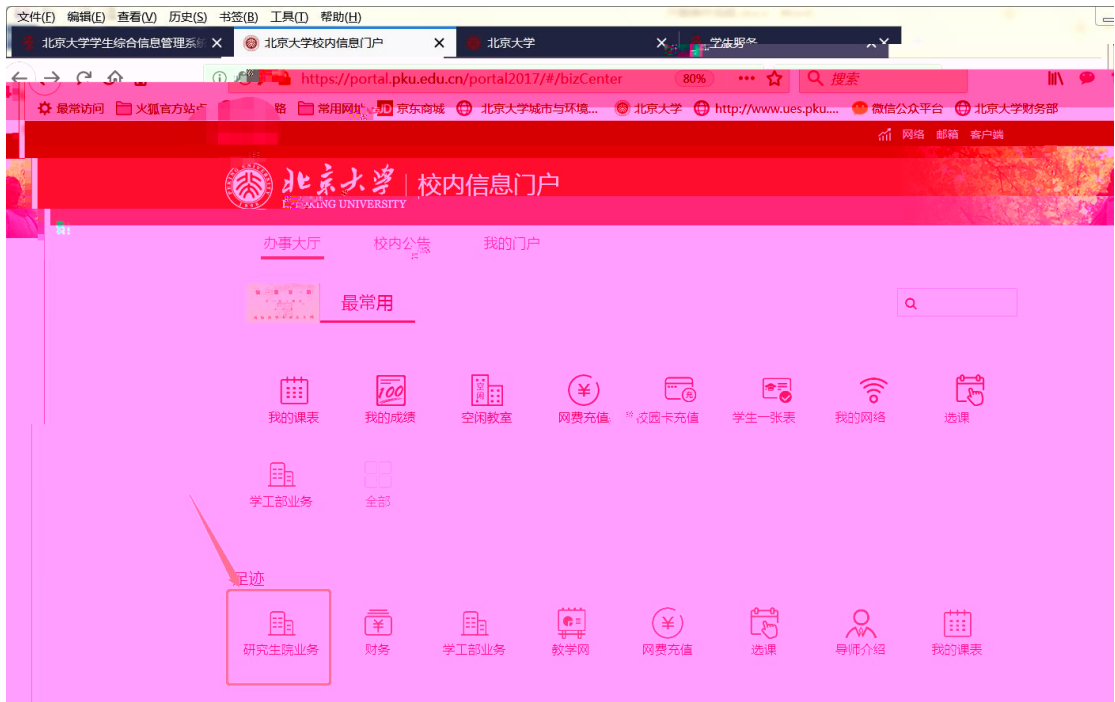 文件(F) 编辑(E) 查看(V) 历史(S) 书签(B) 工具(T) 帮助(H)
北京大学学生综合信息管理系统 北京大学校内信息门户 北京大学
https://portal.pku.edu.cn/portal2017/#/bizCenter 80% 搜索
最常访问 火狐官方站点 常用网址 JD 京东商城 北京大学城市与环境... 北京大学 http://www.ues.pku.... 微信公众平台 北京大学财务部
网络 邮箱 客户端
北京大学 校内信息门户
PEKING UNIVERSITY
办事大厅 校内公告 我的门户
最常用
我的课表 我的成绩 空闲教室 网费充值 校园卡充值 学生一张表 我的网络 选课
学工部业务 全部
足迹
研究生院业务 财务 学工部业务 教学网 网费充值 选课 导师介绍 我的课表